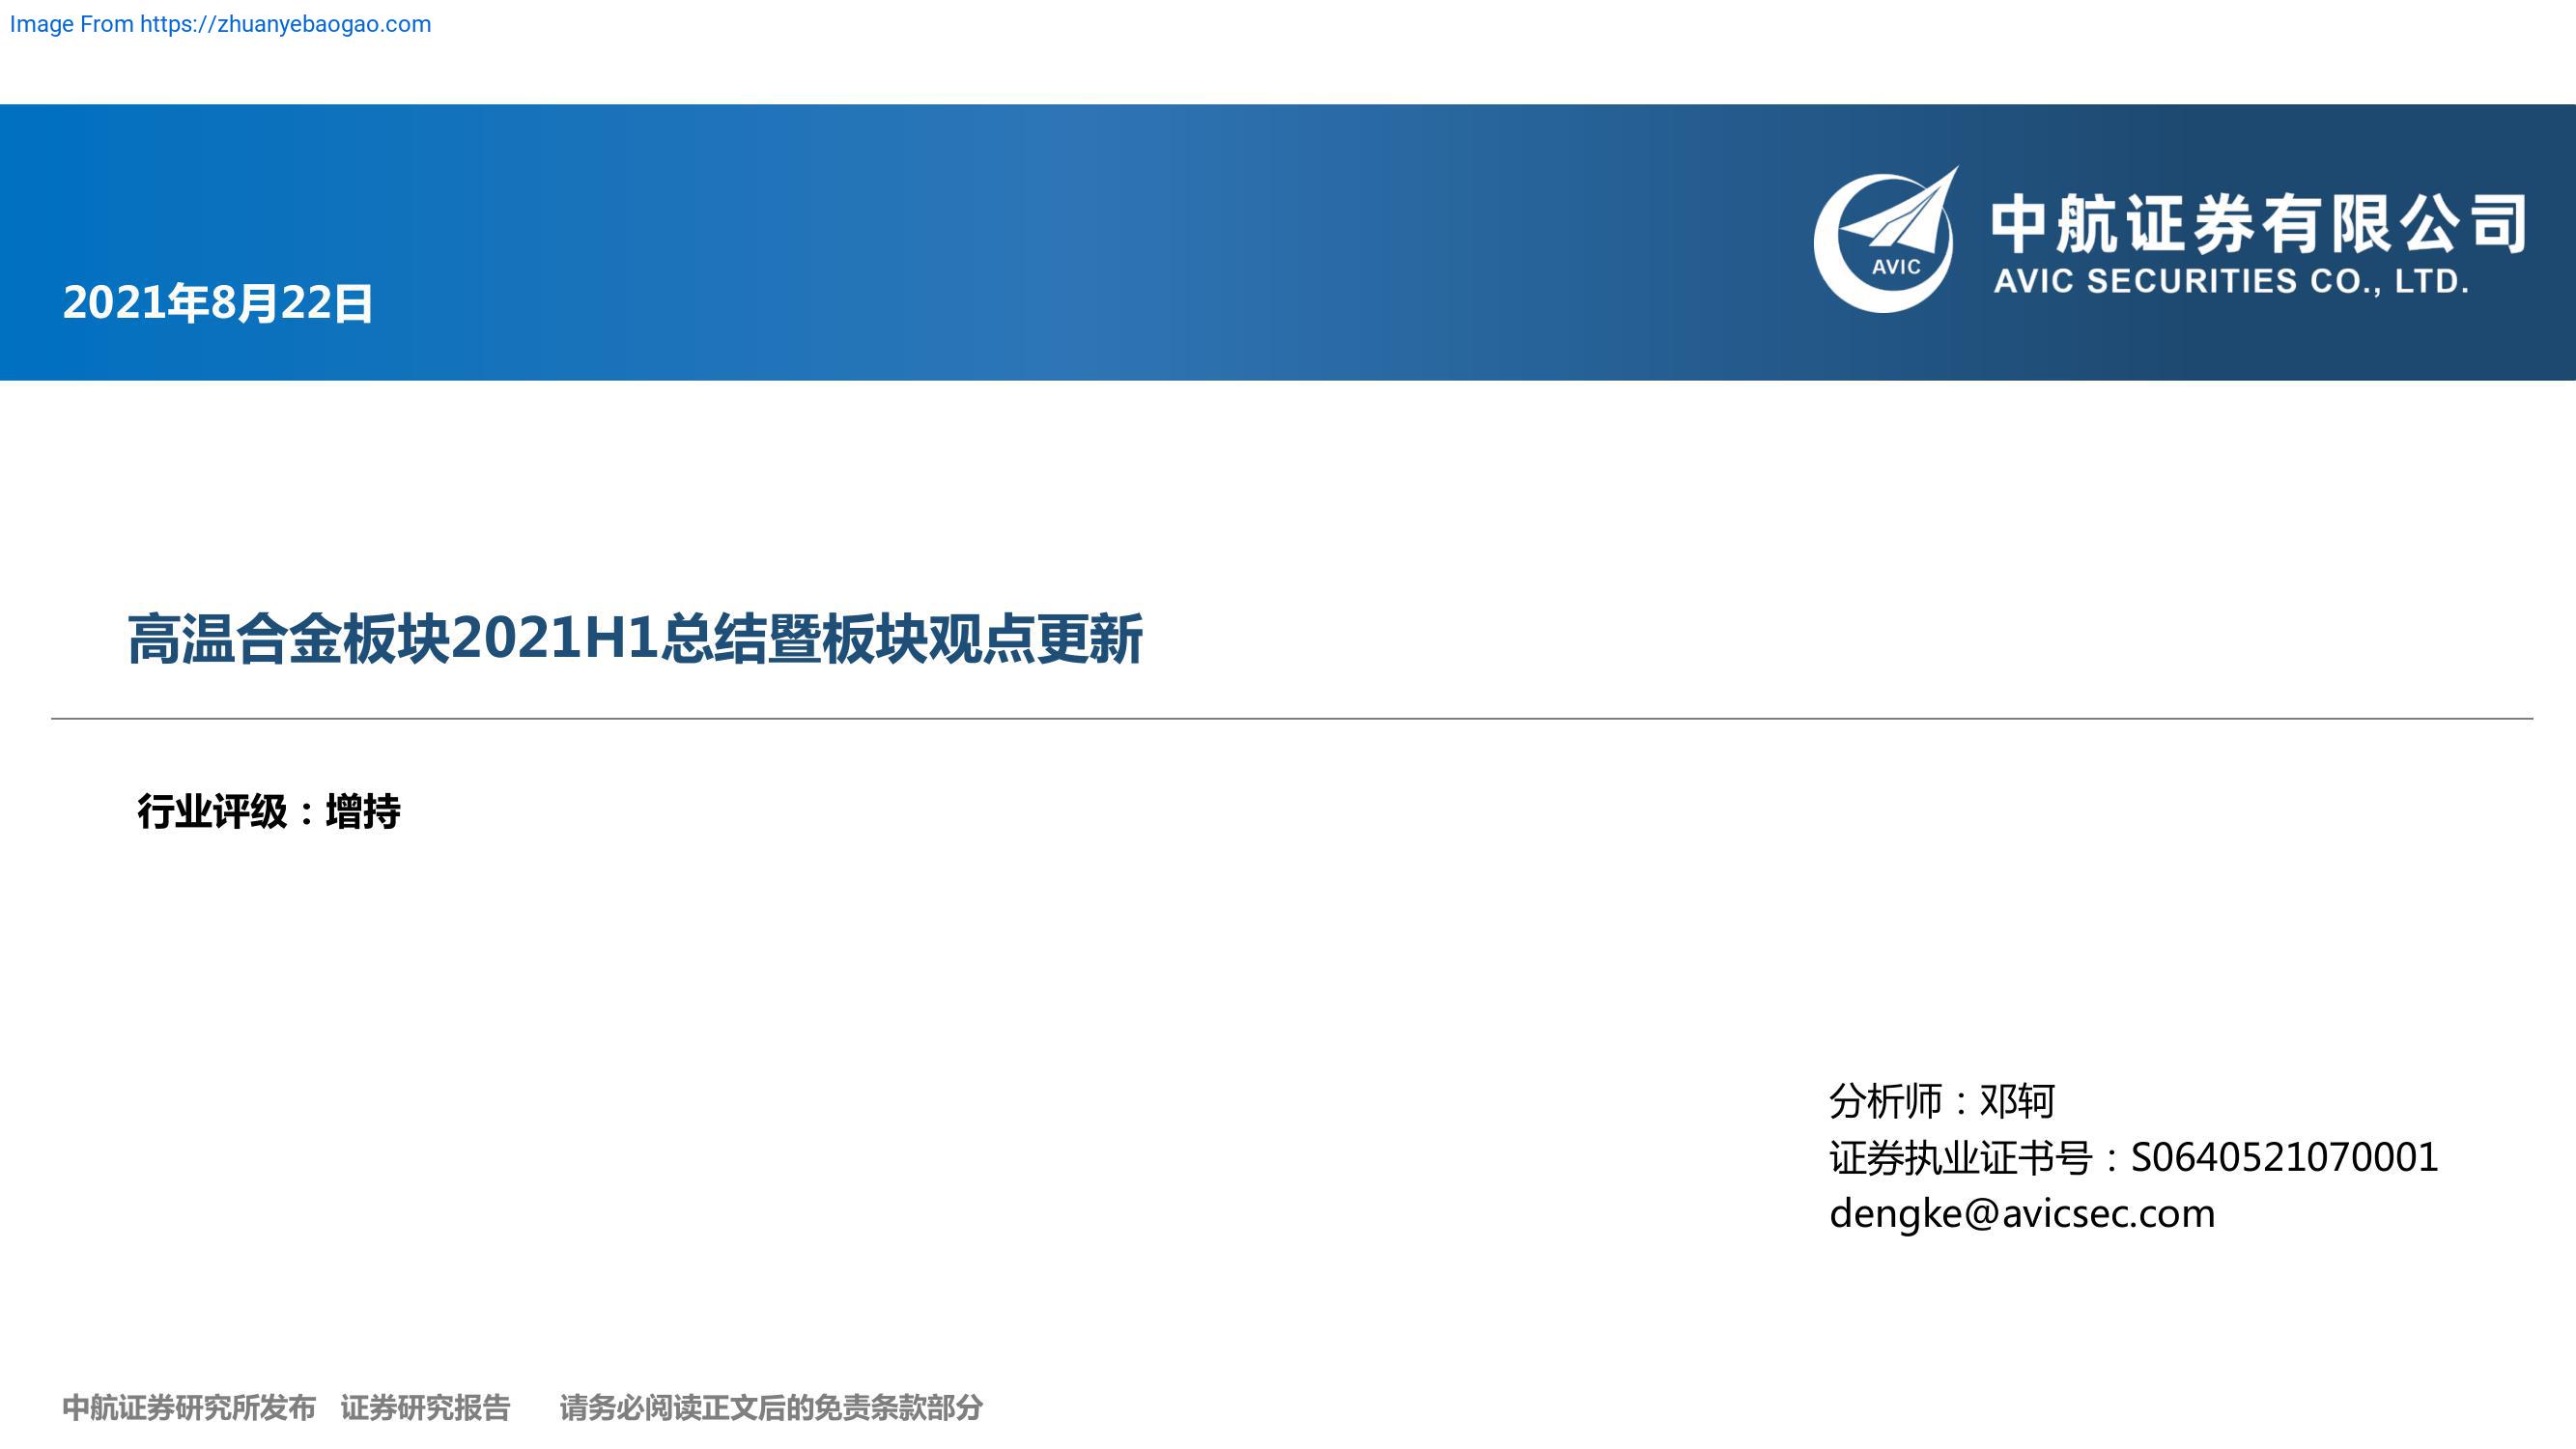 Image From https://zhuanyebaogao.com
中航证券有限公司
AVIC
AVIC SECURITIES CO., LTD.
2021年8月22日
高温合金板块2021H1总结暨板块观点更新
行业评级：增持
分析师：邓轲
证券执业证书号：S0640521070001
dengke@avicsec.com
中航证券研究所发布 证券研究报告 请务必阅读正文后的免责条款部分